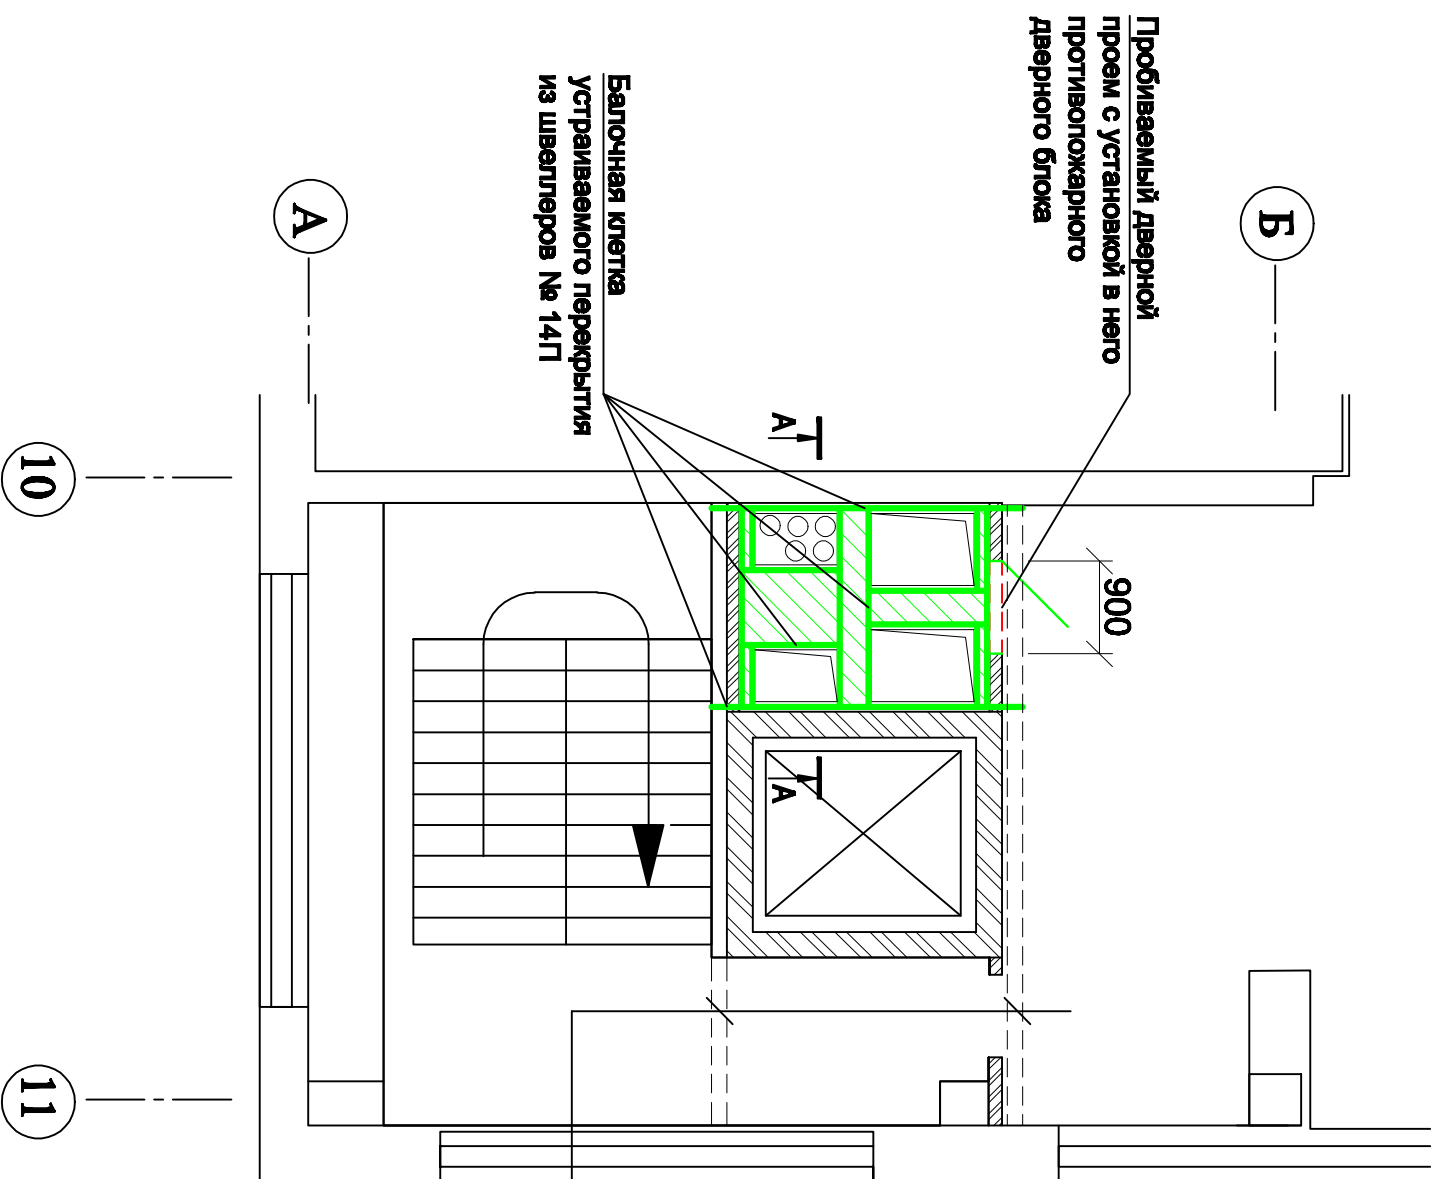 Пробиваемый дверной
проем с установкой в него
противопожарного
дверного блока
Балочная клетка
устраиваемого перекрытия
из швеллеров № 14П
Б
А
900
А
А
10
11